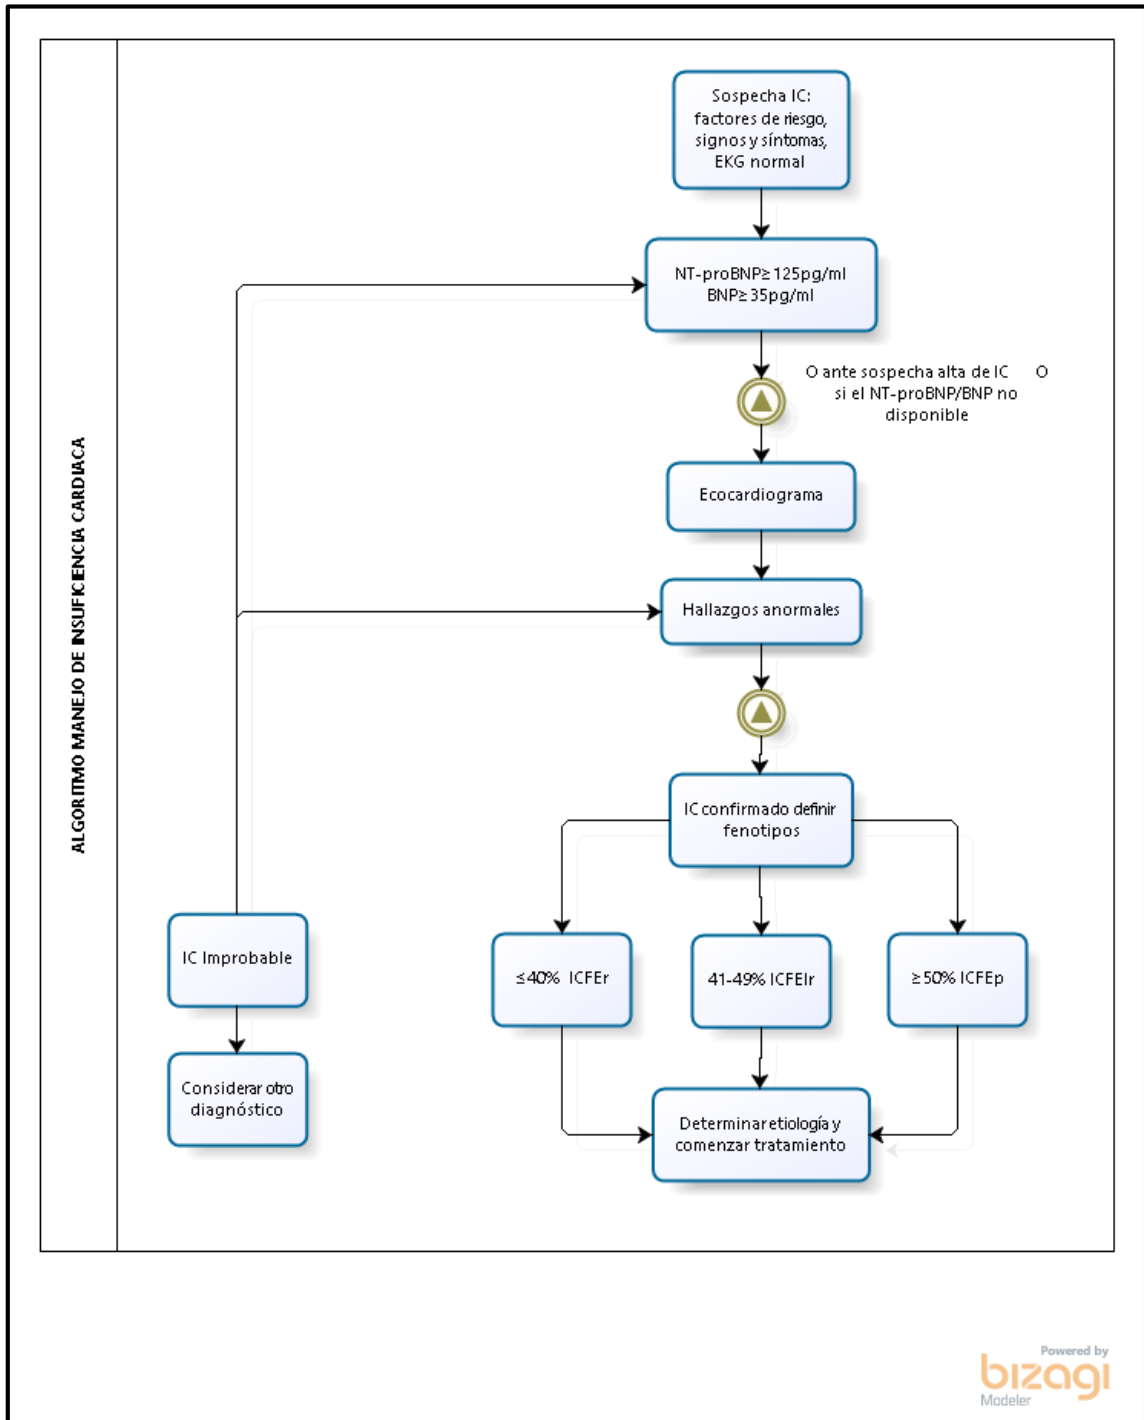 ALGORITMO MANEJO DE INSUFICIENCIA CARDIACA
Sospecha IC:
factores de riesgo,
signos y síntomas,
EKG normal
NT-proBNP≥125pg/ml
BNP≥35pg/ml
O ante sospecha alta de IC O
si el NT-proBNP/BNP no
disponible
Ecocardiograma
Hallazgos anormales
IC confirmado definir
fenotipos
IC Improbable
≤40% ICFEr
41-49% ICFElr
≥50% ICFEp
Considerar otro
diagnóstico
Determinar etiología y
comenzar tratamiento
Powered by
bizagi
Modeler